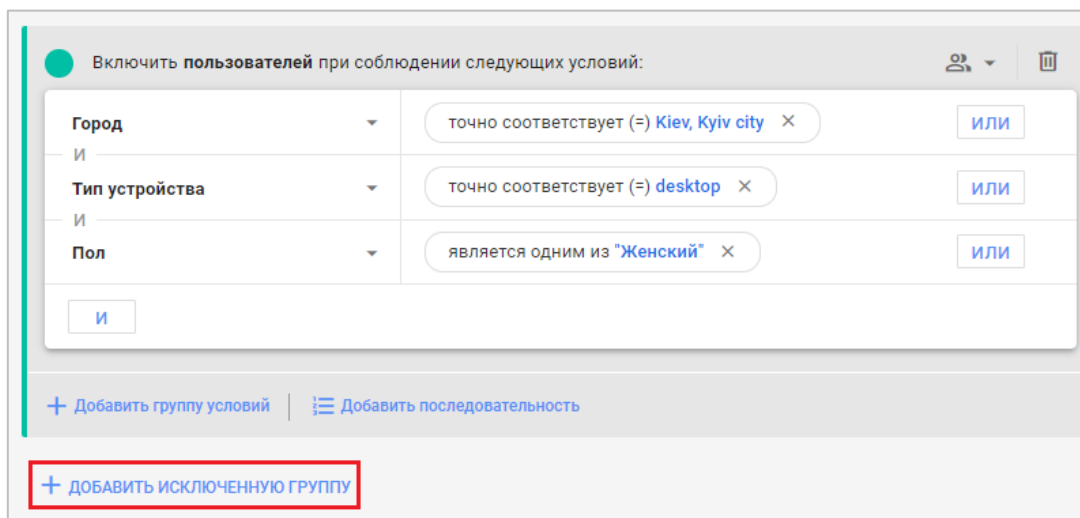 Включить пользователей при соблюдении следующих условий:
Город точно соответствует (=) Kiev, Kyiv city ИЛИ
И
Тип устройства точно соответствует (=) desktop ИЛИ
И
Пол является одним из "Женский" ИЛИ
И
Добавить группу условий Добавить последовательность
ДОБАВИТЬ ИСКЛЮЧЕННУЮ ГРУППУ